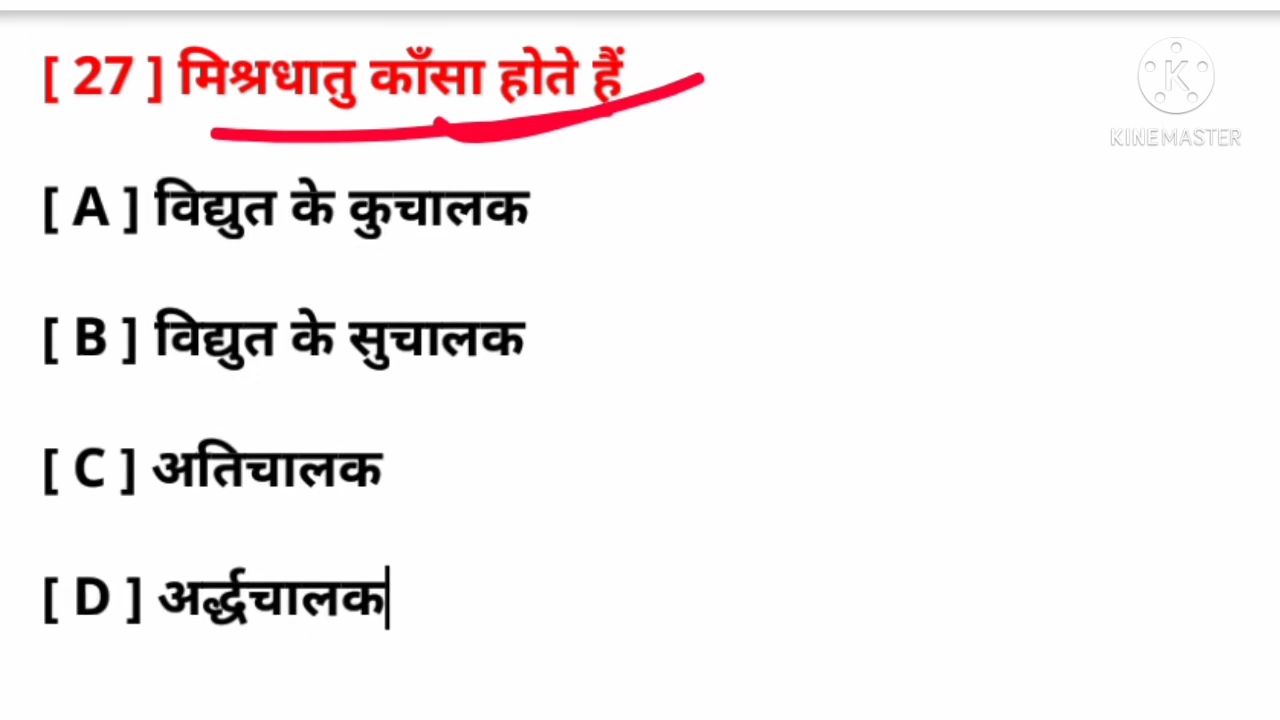 [ 27 ] मिश्रधातु काँसा होते हैं
K
KINEMASTER
[ A ] विद्युत के कुचालक
[ B ] विद्युत के सुचालक
[ C ] अतिचालक
[ D ] अर्द्धचालक